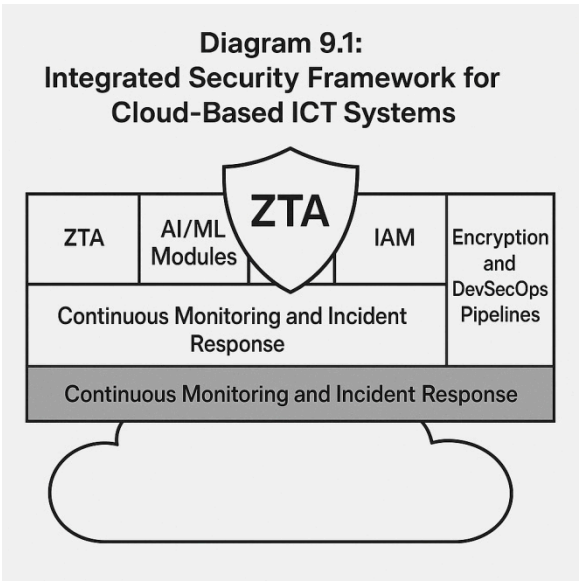 Diagram 9.1:
Integrated Security Framework for
Cloud-Based ICT Systems
ZTA
AI/ML
Modules
ZTA
IAM
Encryption
and
DevSecOps
Pipelines
Continuous Monitoring and Incident
Response
Continuous Monitoring and Incident Response